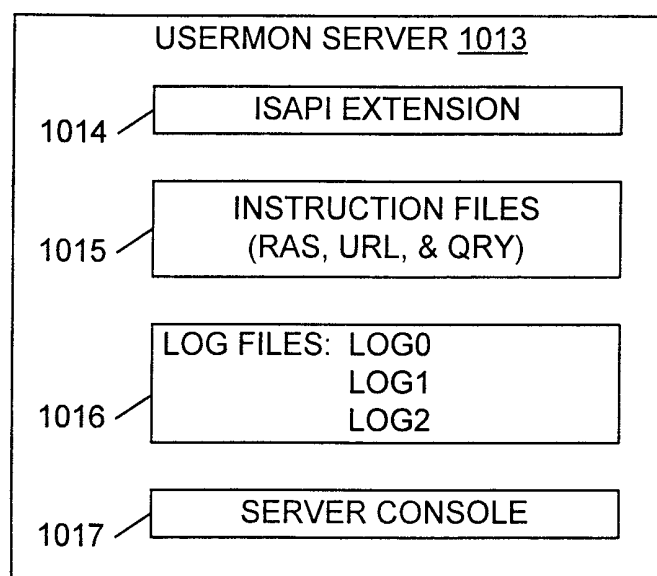 USERMON SERVER 1013
1014
ISAPI EXTENSION
1015
INSTRUCTION FILES
(RAS, URL, & QRY)
1016
LOG FILES: LOG0
LOG1
LOG2
1017
SERVER CONSOLE